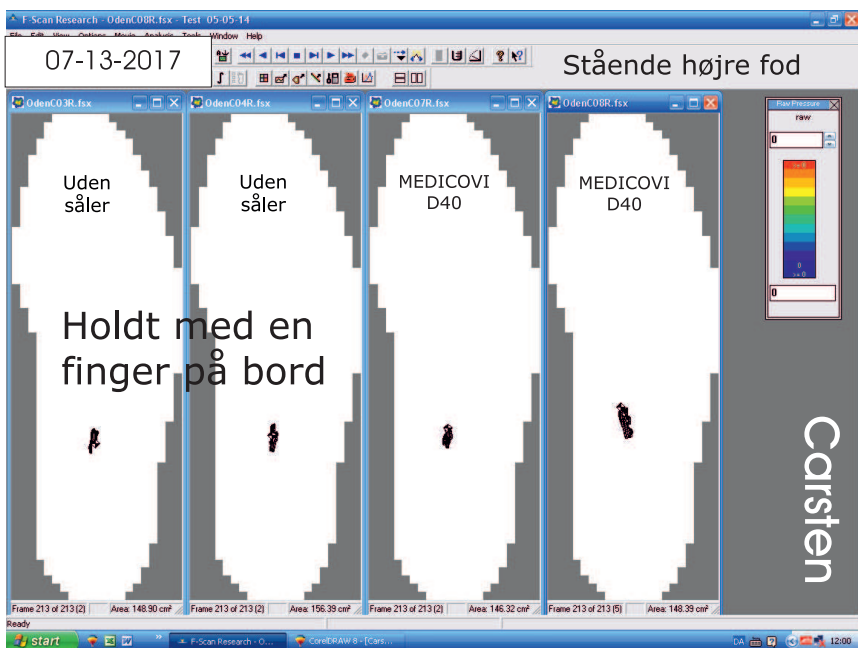 F-Scan Research - OdenC08R.fsx - Test 05-05-14
File Edit View Options Movie Analysis Tools Window Help
07-13-2017
Stående højre fod
OdenC03R.fsx
OdenC04R.fsx
OdenC07R.fsx
OdenC08R.fsx
Raw Pressure
raw
0
>= 0
0
>= 0
0
Uden
såler
Uden
såler
MEDICOVI
D40
MEDICOVI
D40
Holdt med en
finger på bord
Carsten
Frame 213 of 213 (2) Area: 148.90 cm²
Frame 213 of 213 (2) Area: 156.39 cm²
Frame 213 of 213 (2) Area: 146.32 cm²
Frame 213 of 213 (5) Area: 148.39 cm²
Ready
start
F-Scan Research - O...
CorelDRAW 8 - [Cars...
DA
12:00